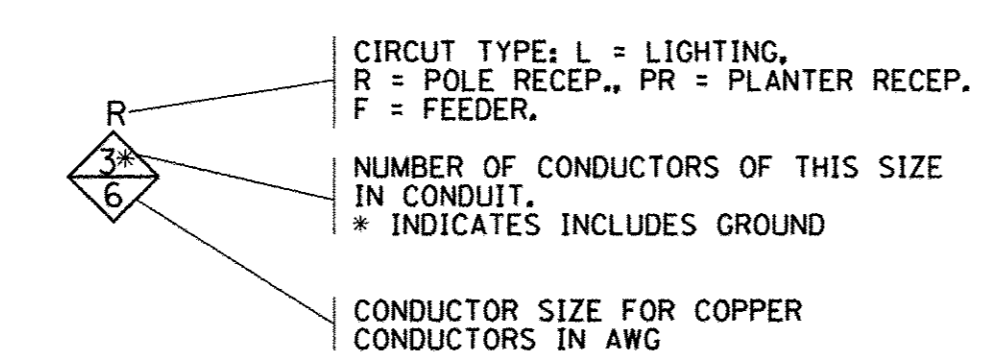 CIRCUT TYPE: L = LIGHTING,
R = POLE RECEP., PR = PLANTER RECEP.
F = FEEDER.
R
3*
6
NUMBER OF CONDUCTORS OF THIS SIZE
IN CONDUIT.
* INDICATES INCLUDES GROUND
CONDUCTOR SIZE FOR COPPER
CONDUCTORS IN AWG